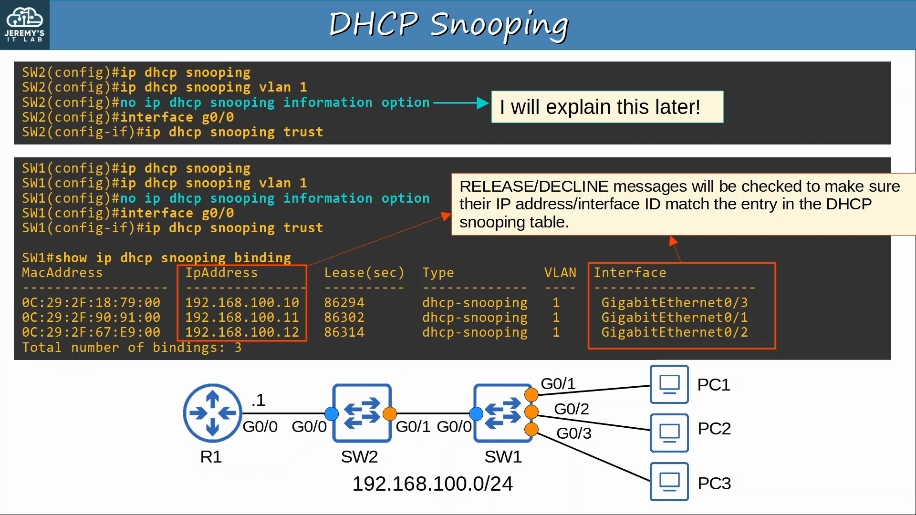 JEREMY'S
IT LAB
DHCP Snooping
SW2(config)#ip dhcp snooping
SW2(config)#ip dhcp snooping vlan 1
SW2(config)#no ip dhcp snooping information option
SW2(config)#interface g0/0
SW2(config-if)#ip dhcp snooping trust
I will explain this later!
SW1(config)#ip dhcp snooping
SW1(config)#ip dhcp snooping vlan 1
SW1(config)#no ip dhcp snooping information option
SW1(config)#interface g0/0
SW1(config-if)#ip dhcp snooping trust
RELEASE/DECLINE messages will be checked to make sure
their IP address/interface ID match the entry in the DHCP
snooping table.
SW1#show ip dhcp snooping binding
MacAddress IpAddress Lease(sec) Type VLAN Interface
---------- --------------- ---------- ------------- ---- --------------------
0C:29:2F:18:79:00 192.168.100.10 86294 dhcp-snooping 1 GigabitEthernet0/3
0C:29:2F:90:91:00 192.168.100.11 86302 dhcp-snooping 1 GigabitEthernet0/1
0C:29:2F:67:E9:00 192.168.100.12 86314 dhcp-snooping 1 GigabitEthernet0/2
Total number of bindings: 3
.1
G0/0
R1
G0/0
G0/1
SW2
G0/0
SW1
G0/1
G0/2
G0/3
PC1
PC2
PC3
192.168.100.0/24